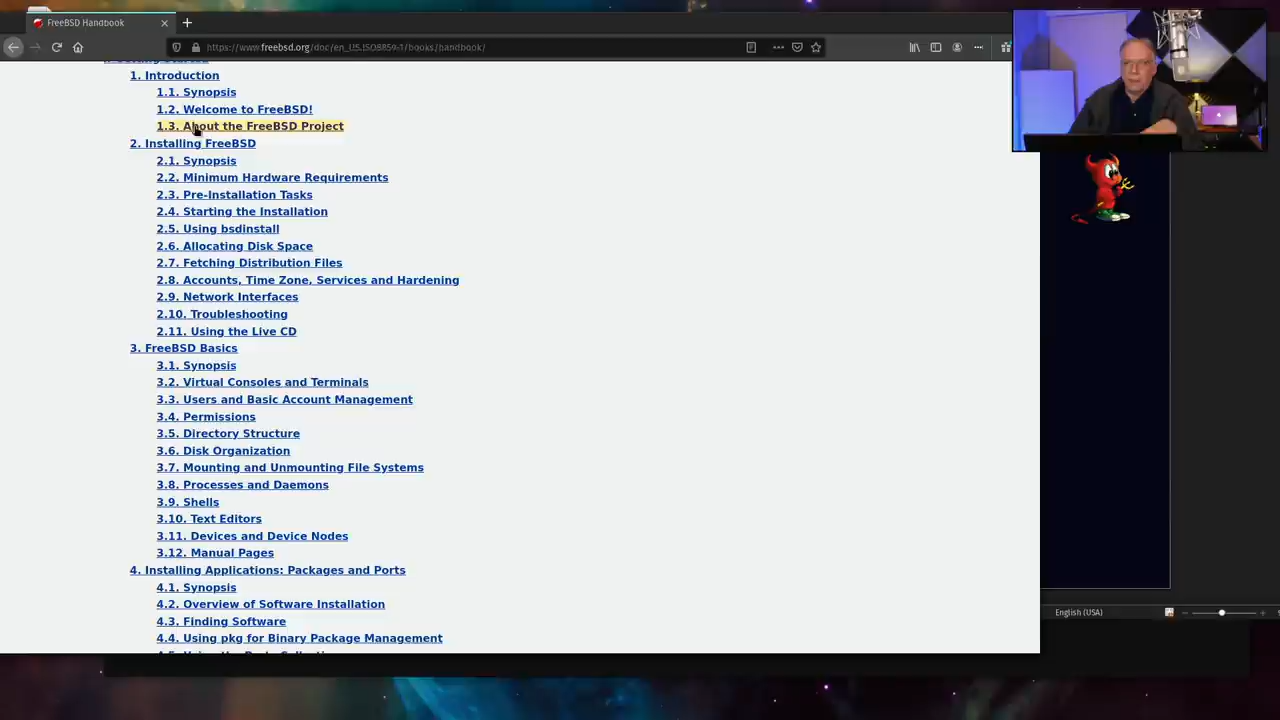 FreeBSD Handbook
https://www.freebsd.org/doc/en_US.ISO8859-1/books/handbook/
1. Introduction
1.1. Synopsis
1.2. Welcome to FreeBSD!
1.3. About the FreeBSD Project
2. Installing FreeBSD
2.1. Synopsis
2.2. Minimum Hardware Requirements
2.3. Pre-Installation Tasks
2.4. Starting the Installation
2.5. Using bsdinstall
2.6. Allocating Disk Space
2.7. Fetching Distribution Files
2.8. Accounts, Time Zone, Services and Hardening
2.9. Network Interfaces
2.10. Troubleshooting
2.11. Using the Live CD
3. FreeBSD Basics
3.1. Synopsis
3.2. Virtual Consoles and Terminals
3.3. Users and Basic Account Management
3.4. Permissions
3.5. Directory Structure
3.6. Disk Organization
3.7. Mounting and Unmounting File Systems
3.8. Processes and Daemons
3.9. Shells
3.10. Text Editors
3.11. Devices and Device Nodes
3.12. Manual Pages
4. Installing Applications: Packages and Ports
4.1. Synopsis
4.2. Overview of Software Installation
4.3. Finding Software
4.4. Using pkg for Binary Package Management
English (USA)